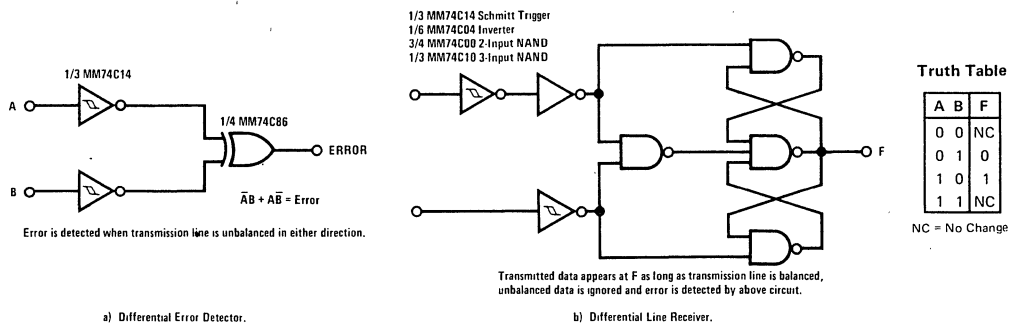 1/3 MM74C14 Schmitt Trigger
1/6 MM74C04 Inverter
3/4 MM74C00 2-Input NAND
1/3 MM74C10 3-Input NAND
1/3 MM74C14
A
1/4 MM74C86
ERROR
B
A̅B + AB̅ = Error
Error is detected when transmission line is unbalanced in either direction.
a) Differential Error Detector.
F
Transmitted data appears at F as long as transmission line is balanced,
unbalanced data is ignored and error is detected by above circuit.
b) Differential Line Receiver.
Truth Table
A B F
0 0 NC
0 1 0
1 0 1
1 1 NC
NC = No Change